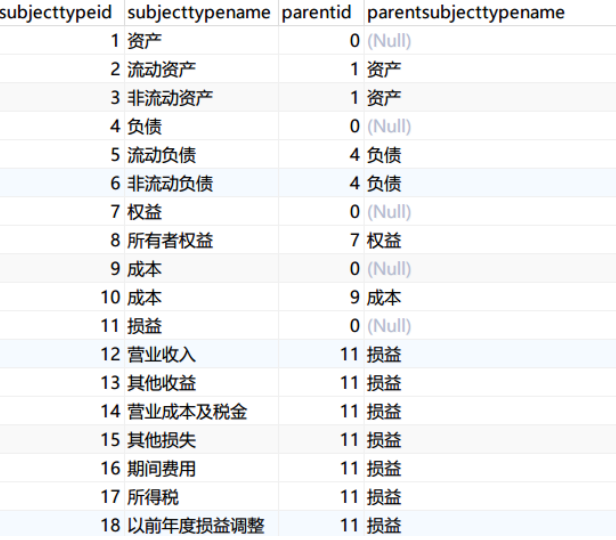 subjecttypeid subjecttypename parentid parentsubjecttypename
1 资产 0 (Null)
2 流动资产 1 资产
3 非流动资产 1 资产
4 负债 0 (Null)
5 流动负债 4 负债
6 非流动负债 4 负债
7 权益 0 (Null)
8 所有者权益 7 权益
9 成本 0 (Null)
10 成本 9 成本
11 损益 0 (Null)
12 营业收入 11 损益
13 其他收益 11 损益
14 营业成本及税金 11 损益
15 其他损失 11 损益
16 期间费用 11 损益
17 所得税 11 损益
18 以前年度损益调整 11 损益